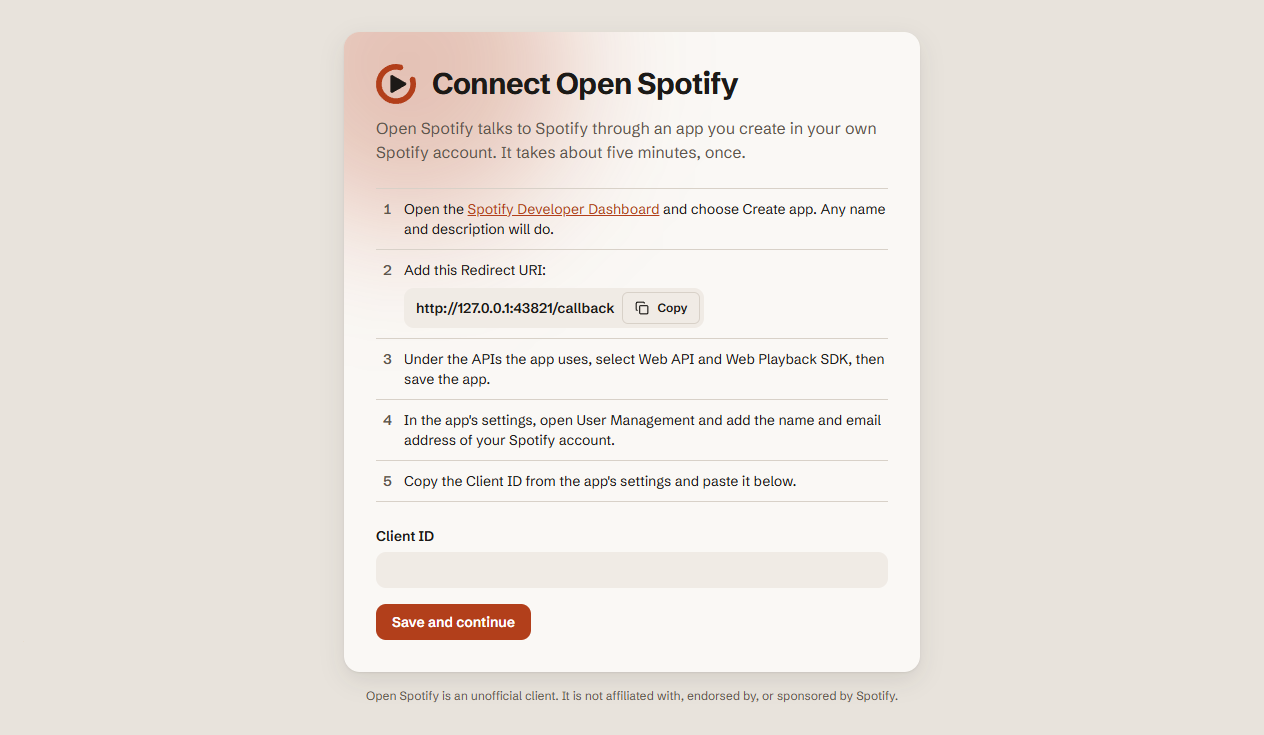 Connect Open Spotify
Open Spotify talks to Spotify through an app you create in your own
Spotify account. It takes about five minutes, once.
1 Open the Spotify Developer Dashboard and choose Create app. Any name
and description will do.
2 Add this Redirect URI:
http://127.0.0.1:43821/callback Copy
3 Under the APIs the app uses, select Web API and Web Playback SDK, then
save the app.
4 In the app's settings, open User Management and add the name and email
address of your Spotify account.
5 Copy the Client ID from the app's settings and paste it below.
Client ID
Save and continue
Open Spotify is an unofficial client. It is not affiliated with, endorsed by, or sponsored by Spotify.